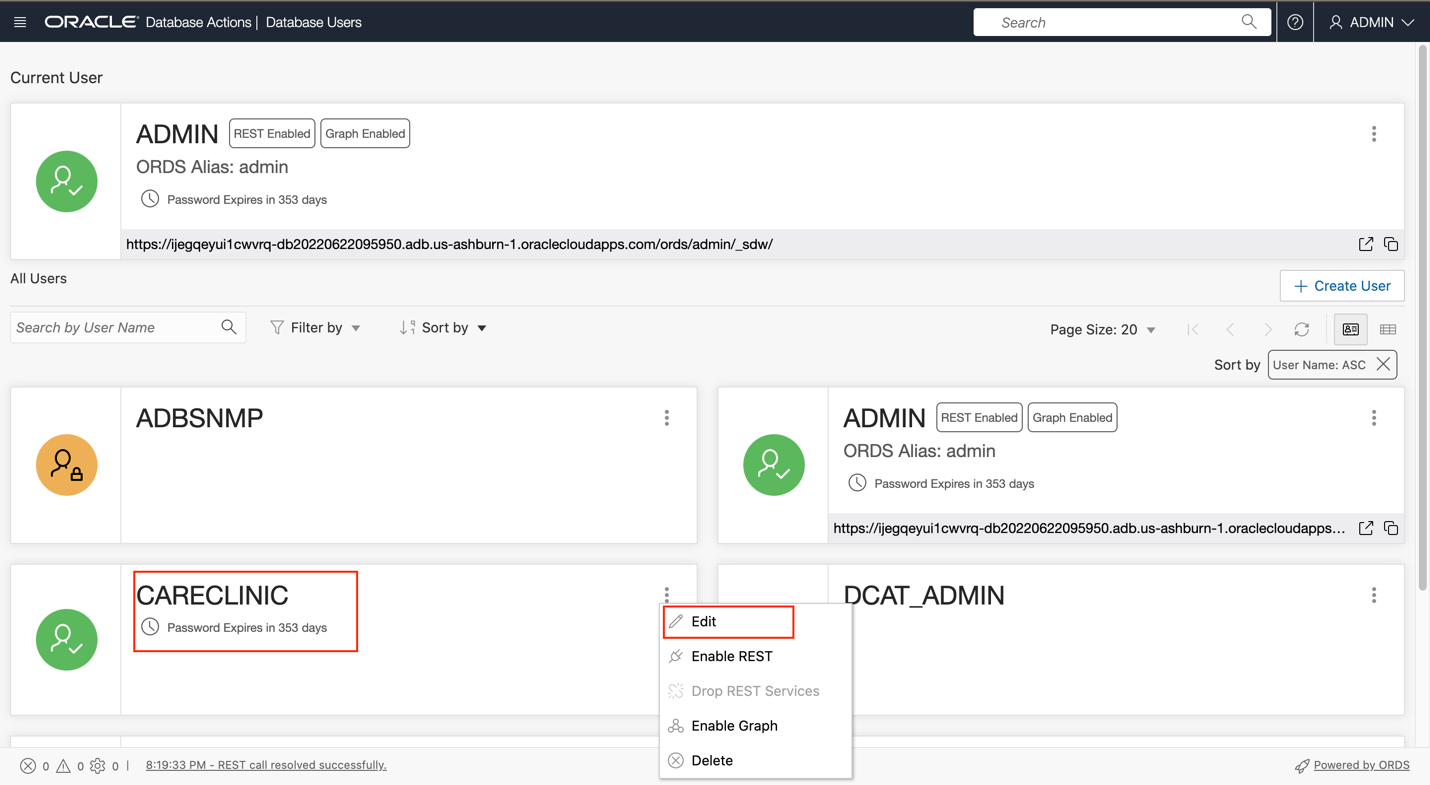 ORACLE Database Actions | Database Users
Search
ADMIN
Current User
ADMIN REST Enabled Graph Enabled
ORDS Alias: admin
Password Expires in 353 days
https://ijegqeyui1cwvrq-db20220622095950.adb.us-ashburn-1.oraclecloudapps.com/ords/admin/_sdw/
All Users
Create User
Search by User Name
Filter by
Sort by
Page Size: 20
Sort by User Name: ASC
ADBSNMP
ADMIN REST Enabled Graph Enabled
ORDS Alias: admin
Password Expires in 353 days
https://ijegqeyui1cwvrq-db20220622095950.adb.us-ashburn-1.oraclecloudapps...
CARECLINIC
Password Expires in 353 days
DCAT_ADMIN
Edit
Enable REST
Drop REST Services
Enable Graph
Delete
0 0 0 | 8:19:33 PM - REST call resolved successfully.
Powered by ORDS